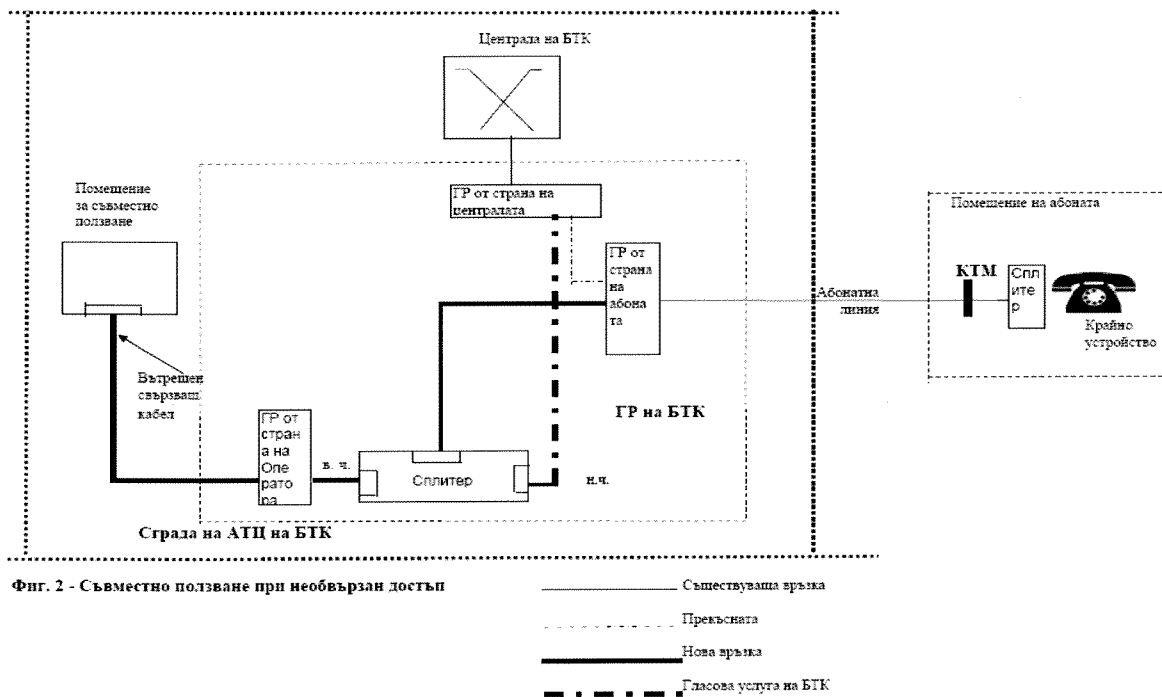 Централа на БТК
Помещение
за съвместно
ползване
ГР от страна на
централата
ГР от
страна
на
абона
та
Помещение на абоната
КТМ
Спл
ите
р
Абонатна
линия
Крайно
устройство
Вътрешен
свързващ
кабел
ГР от
стран
а на
Опе
рато
ра
в. ч.
Сплитер
н.ч.
ГР на БТК
Сграда на АТЦ на БТК
Фиг. 2 - Съвместно ползване при необвързан достъп
Съществуваща връзка
Прекъсната
Нова връзка
Гласова услуга на БТК